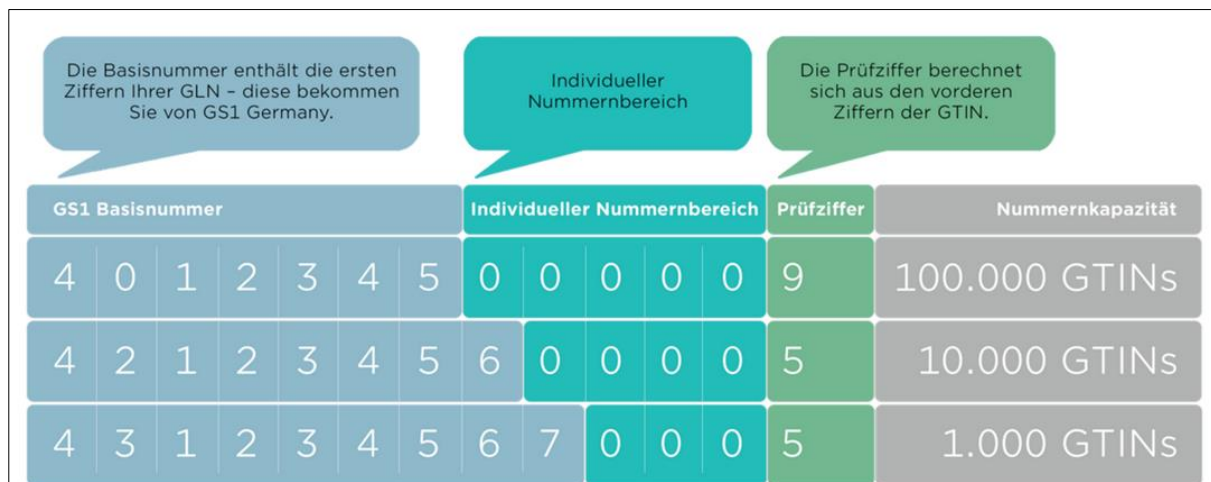 Die Basisnummer enthält die ersten
Ziffern Ihrer GLN – diese bekommen
Sie von GS1 Germany.
Individueller
Nummernbereich
Die Prüfziffer berechnet
sich aus den vorderen
Ziffern der GTIN.
GS1 Basisnummer Individueller Nummernbereich Prüfziffer Nummernkapazität
4 0 1 2 3 4 5 0 0 0 0 0 9 100.000 GTINs
4 2 1 2 3 4 5 6 0 0 0 0 5 10.000 GTINs
4 3 1 2 3 4 5 6 7 0 0 0 5 1.000 GTINs